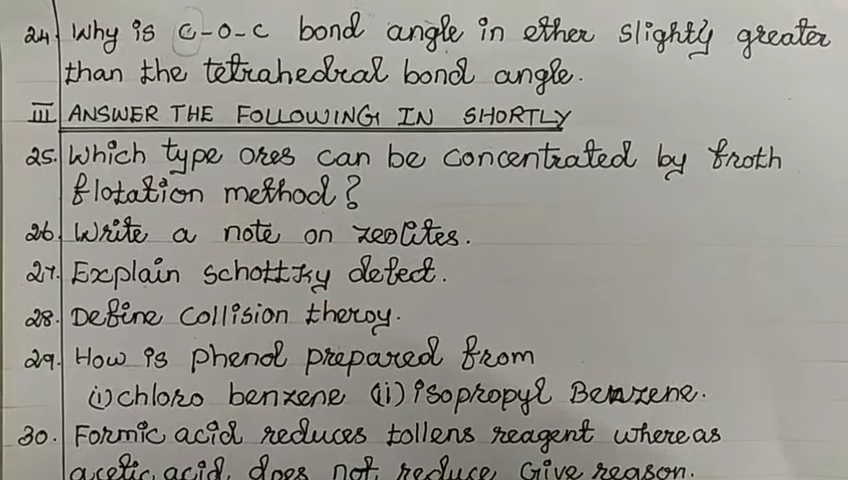 24. Why is C-O-C bond angle in ether slightly greater
than the tetrahedral bond angle.
III ANSWER THE FOLLOWING IN SHORTLY
25. Which type ores can be concentrated by froth
flotation method?
26. Write a note on zeolites.
27. Explain schottky defect.
28. Define collision theroy.
29. How is phenol prepared from
(i) chloro benzene (ii) isopropyl Benzene.
30. Formic acid reduces tollens reagent where as
acetic acid does not reduce Give reason.